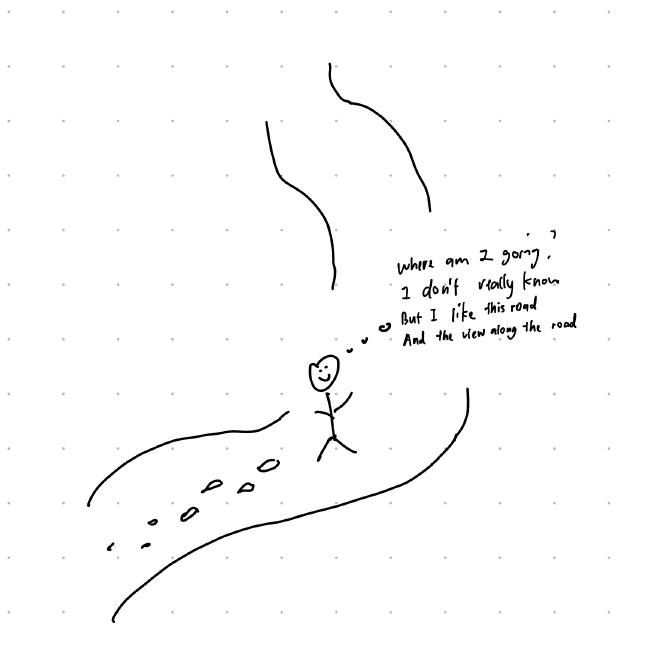 Where am I going?
I don't really know
But I like this road
And the view along the road